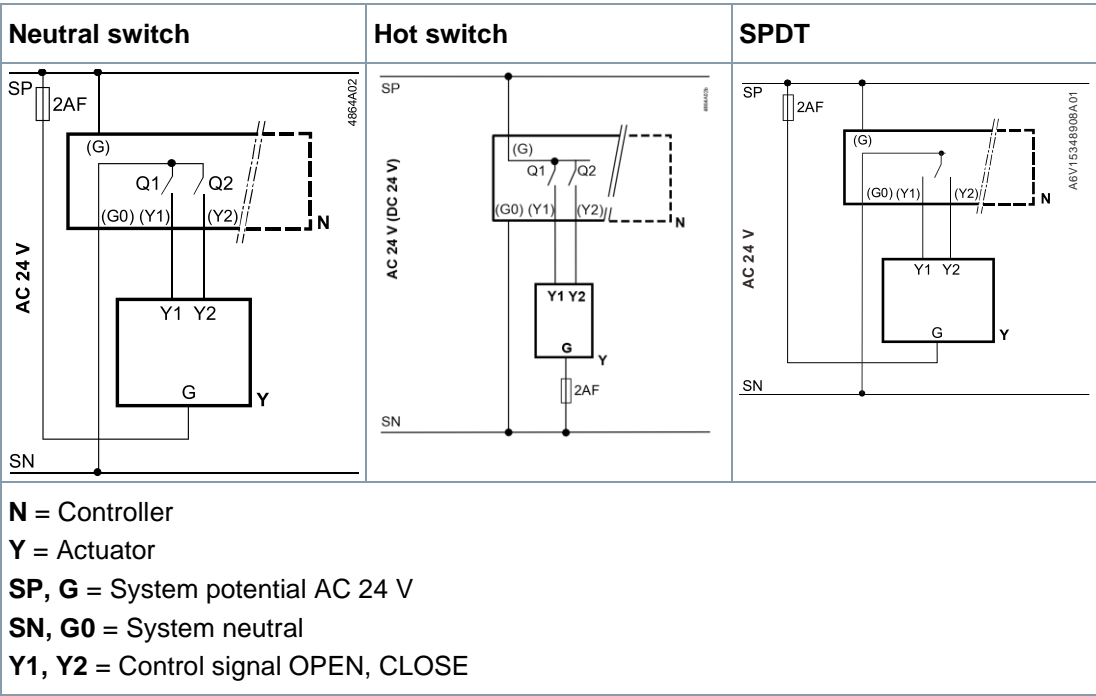 Neutral switch
Hot switch
SPDT
SP
2AF
4864A02
(G)
Q1
Q2
(G0) (Y1)
(Y2)
N
AC 24 V
Y1 Y2
G
Y
SN
SP
(G)
Q1
Q2
(G0) (Y1)
(Y2)
N
AC 24 V (DC 24 V)
Y1 Y2
G
Y
2AF
SN
SP
2AF
A6V15348908A01
(G)
(G0) (Y1)
(Y2)
N
AC 24 V
Y1 Y2
G
Y
SN
N = Controller
Y = Actuator
SP, G = System potential AC 24 V
SN, G0 = System neutral
Y1, Y2 = Control signal OPEN, CLOSE